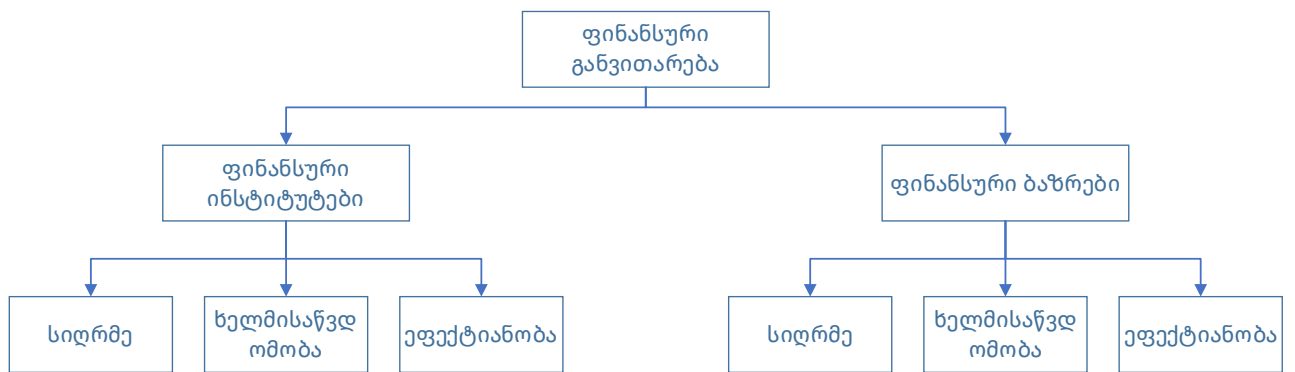 ფინანსური
განვითარება
ფინანსური
ინსტიტუტები
ფინანსური ბაზრები
სიღრმე
ხელმისაწვდ
ომობა
ეფექტიანობა
სიღრმე
ხელმისაწვდ
ომობა
ეფექტიანობა